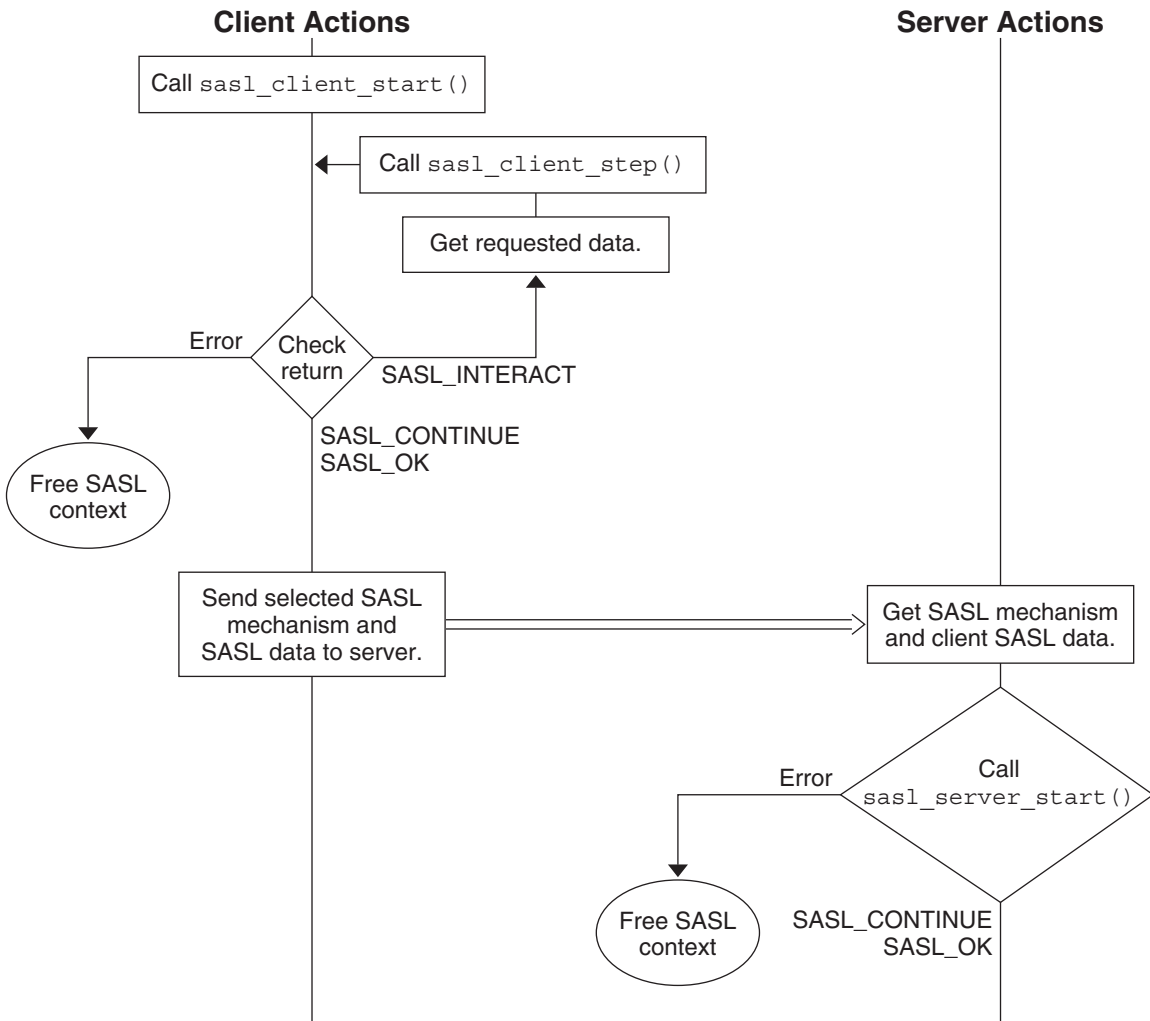 Client Actions
Server Actions
Call sasl_client_start()
Call sasl_client_step()
Get requested data.
Error
Check
return
SASL_INTERACT
SASL_CONTINUE
SASL_OK
Free SASL
context
Send selected SASL
mechanism and
SASL data to server.
Get SASL mechanism
and client SASL data.
Error
Call
sasl_server_start()
Free SASL
context
SASL_CONTINUE
SASL_OK